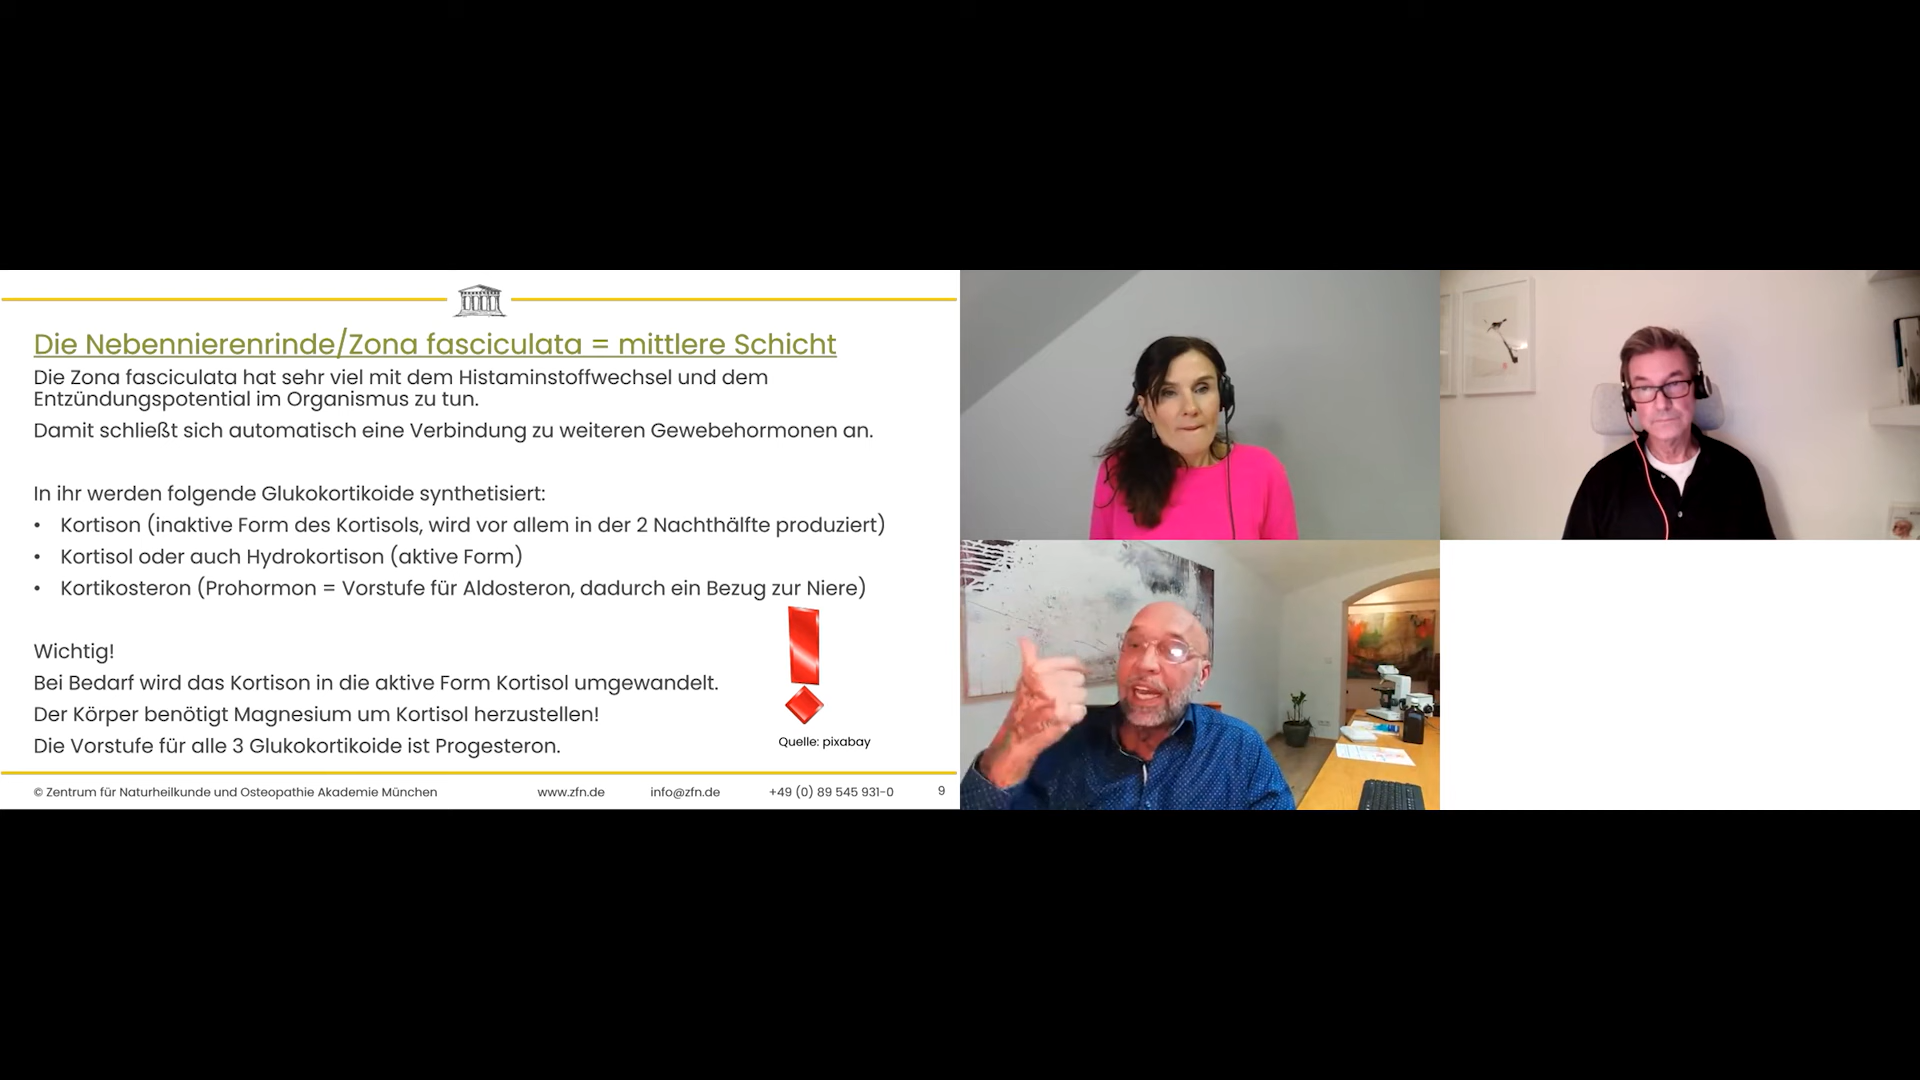 Die Nebennierenrinde/Zona fasciculata = mittlere Schicht
Die Zona fasciculata hat sehr viel mit dem Histaminstoffwechsel und dem
Entzündungspotential im Organismus zu tun.
Damit schließt sich automatisch eine Verbindung zu weiteren Gewebehormonen an.
In ihr werden folgende Glukokortikoide synthetisiert:
• Kortison (inaktive Form des Kortisols, wird vor allem in der 2 Nachthälfte produziert)
• Kortisol oder auch Hydrokortison (aktive Form)
• Kortikosteron (Prohormon = Vorstufe für Aldosteron, dadurch ein Bezug zur Niere)
Wichtig!
Bei Bedarf wird das Kortison in die aktive Form Kortisol umgewandelt.
Der Körper benötigt Magnesium um Kortisol herzustellen!
Die Vorstufe für alle 3 Glukokortikoide ist Progesteron.
Quelle: pixabay
© Zentrum für Naturheilkunde und Osteopathie Akademie München www.zfn.de info@zfn.de +49 (0) 89 545 931-0 9